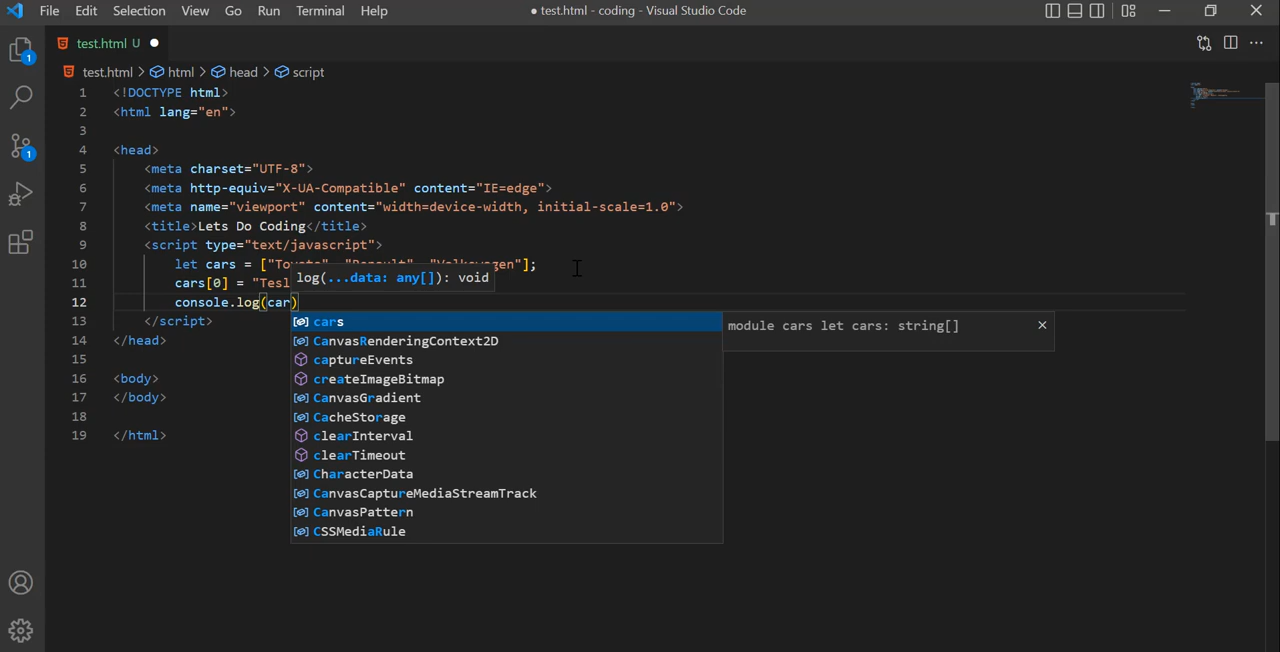 File Edit Selection View Go Run Terminal Help
● test.html - coding - Visual Studio Code
test.html U ●
test.html > html > head > script
1 <!DOCTYPE html>
2 <html lang="en">
3
4 <head>
5 <meta charset="UTF-8">
6 <meta http-equiv="X-UA-Compatible" content="IE=edge">
7 <meta name="viewport" content="width=device-width, initial-scale=1.0">
8 <title>Lets Do Coding</title>
9 <script type="text/javascript">
10 let cars = ["Toyota", "Renault", "Volkswagen"];
log(...data: any[]): void
11 cars[0] = "Tesl
12 console.log(car)
13 </script>
14 </head>
15
16 <body>
17 </body>
18
19 </html>
cars
CanvasRenderingContext2D
captureEvents
createImageBitmap
CanvasGradient
CacheStorage
clearInterval
clearTimeout
CharacterData
CanvasCaptureMediaStreamTrack
CanvasPattern
CSSMediaRule
module cars let cars: string[]
1
1